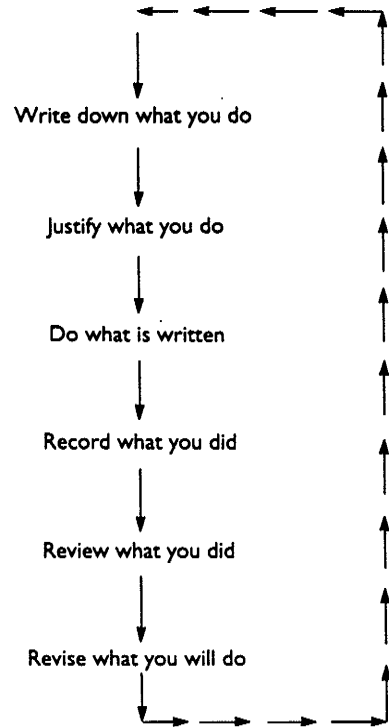 Write down what you do
Justify what you do
Do what is written
Record what you did
Review what you did
Revise what you will do